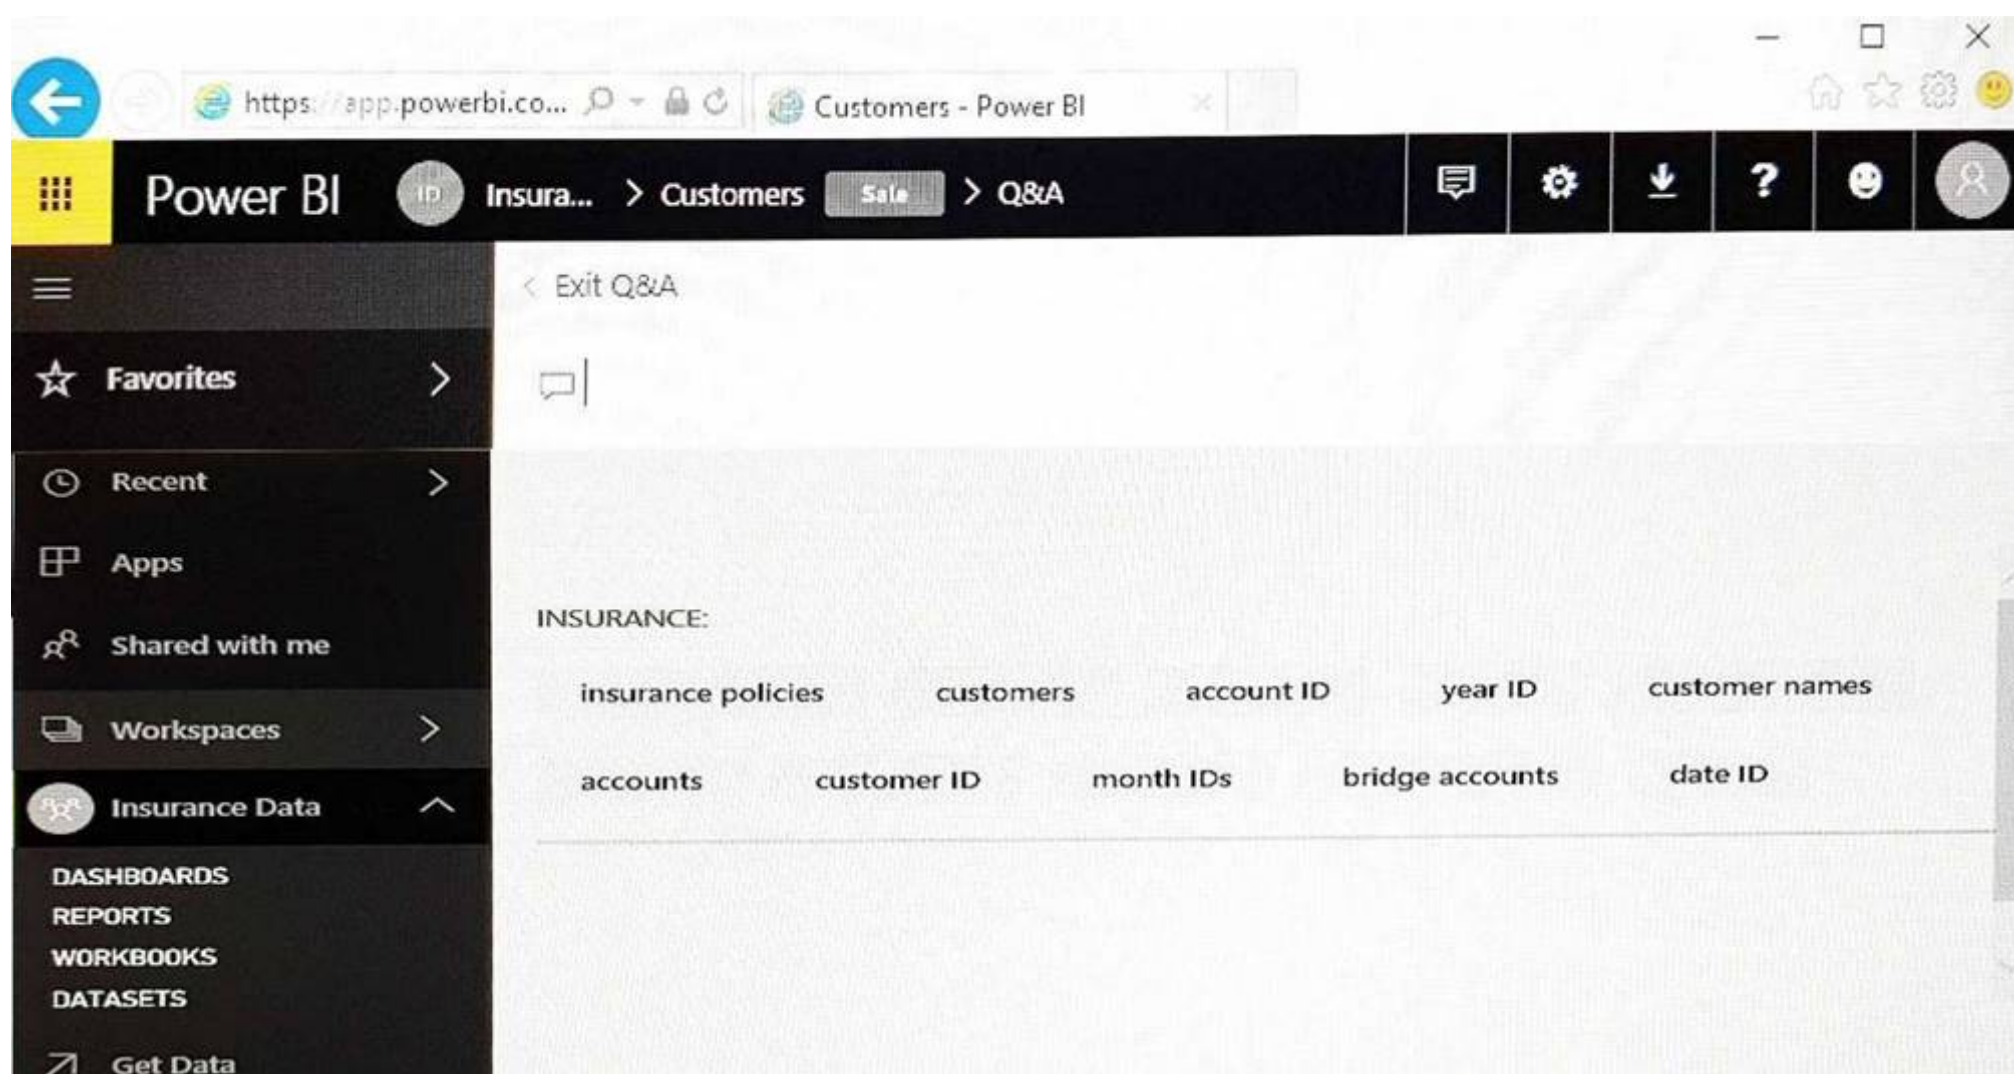 https://app.powerbi.co...
Customers - Power BI
Power BI
ID
Insura... > Customers Sale > Q&A
?
< Exit Q&A
Favorites >
Recent >
Apps
Shared with me
Workspaces >
Insurance Data
DASHBOARDS
REPORTS
WORKBOOKS
DATASETS
Get Data
INSURANCE:
insurance policies customers account ID year ID customer names
accounts customer ID month IDs bridge accounts date ID